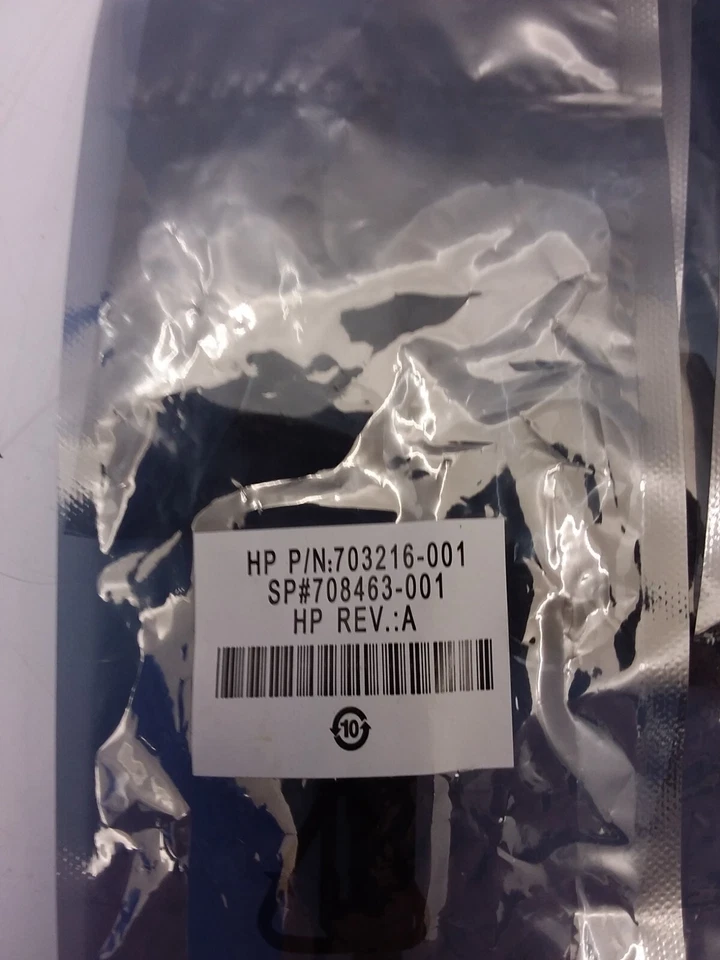 HP P/N:703216-001
SP#708463-001
HP REV.:A
10